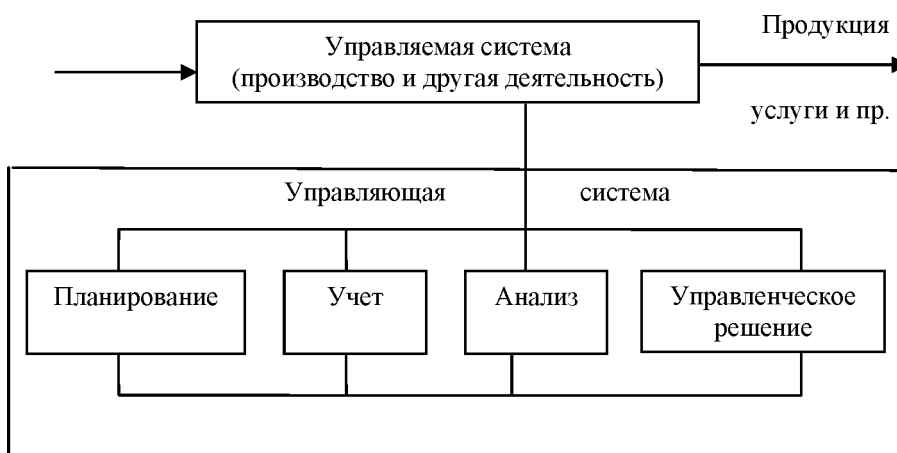 Продукция
Управляемая система
(производство и другая деятельность)
услуги и пр.
Управляющая система
Планирование
Учет
Анализ
Управленческое
решение